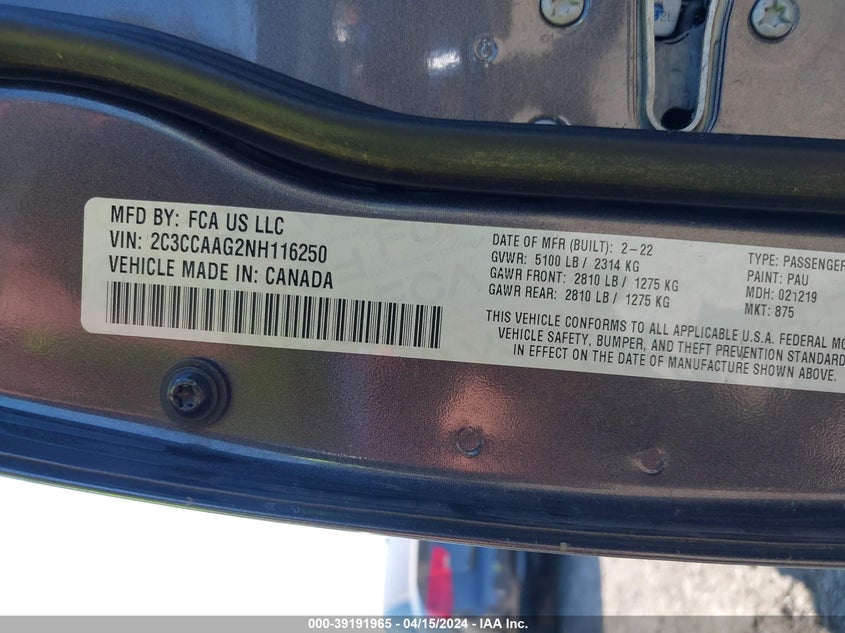 MFD BY: FCA US LLC
VIN: 2C3CCAAG2NH116250
VEHICLE MADE IN: CANADA
DATE OF MFR (BUILT): 2-22
GVWR: 5100 LB / 2314 KG
GAWR FRONT: 2810 LB / 1275 KG
GAWR REAR: 2810 LB / 1275 KG
TYPE: PASSENGER
PAINT: PAU
MDH: 021219
MKT: 875
THIS VEHICLE CONFORMS TO ALL APPLICABLE U.S.A. FEDERAL MO
VEHICLE SAFETY, BUMPER, AND THEFT PREVENTION STANDARD
IN EFFECT ON THE DATE OF MANUFACTURE SHOWN ABOVE.
000-39191965 - 04/15/2024 - IAA Inc.